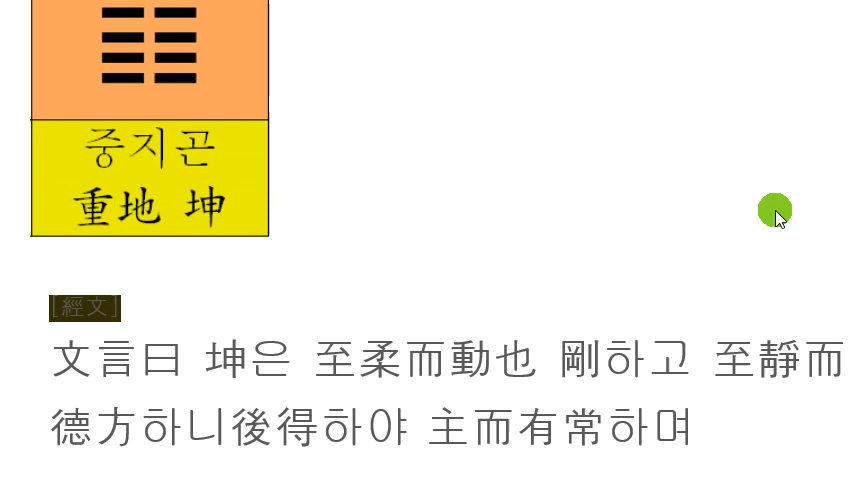 중지곤
重地 坤
[經文]
文言曰 坤은 至柔而動也 剛하고 至靜而
德方하니後得하야 主而有常하며